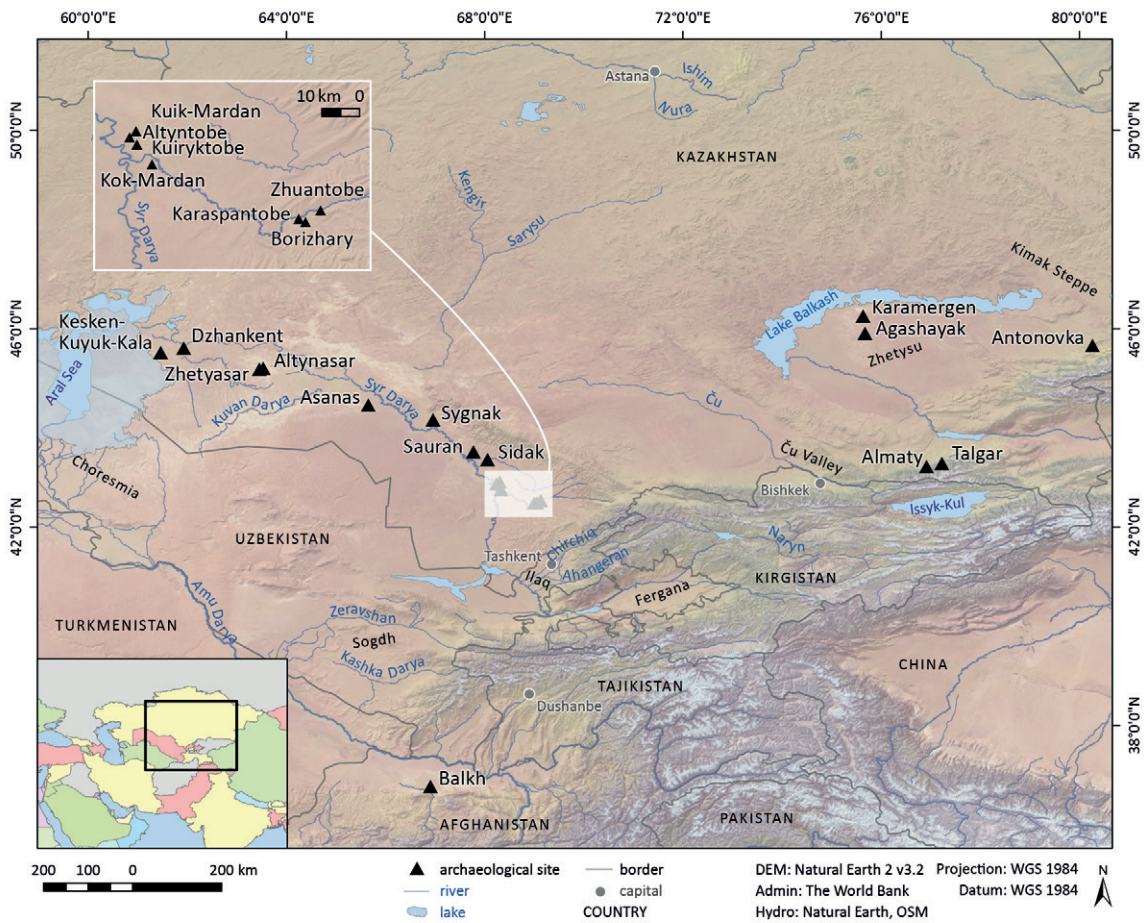 60°0'0"E
64°0'0"E
68°0'0"E
72°0'0"E
76°0'0"E
80°0'0"E
50°0'0"N
46°0'0"N
42°0'0"N
38°0'0"N
50°0'0"N
46°0'0"N
42°0'0"N
38°0'0"N
10 km 0
Kuik-Mardan
Altyntobe
Kuiryktobe
Kok-Mardan
Zhuantobe
Karaspantobe
Borizhary
Syr Darya
Astana
Ishim
Nura
KAZAKHSTAN
Kengir
Sarysu
Kimak Steppe
Lake Balkash
Karamergen
Agashayak
Zhetysu
Antonovka
Kesken-
Kuyuk-Kala
Dzhankent
Zhetyasar
Altynasar
Aral Sea
Kuvan Darya
Asanas
Syr Darya
Sygnak
Sauran
Sidak
Ču
Ču Valley
Almaty
Talgar
Bishkek
Issyk-Kul
Choresmia
UZBEKISTAN
Tashkent
Chirchiq
Ahangeran
Ilaq
Naryn
Fergana
KIRGISTAN
Amu Darya
TURKMENISTAN
Zeravshan
Sogdh
Kashka Darya
CHINA
TAJIKISTAN
Dushanbe
Balkh
AFGHANISTAN
PAKISTAN
200 100 0 200 km
archaeological site
river
lake
border
capital
COUNTRY
DEM: Natural Earth 2 v3.2
Admin: The World Bank
Hydro: Natural Earth, OSM
Projection: WGS 1984
Datum: WGS 1984
N